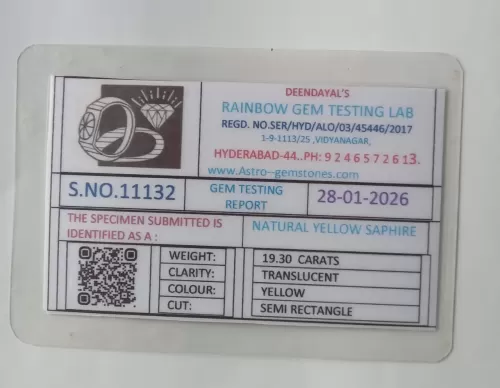 DEENDAYAL'S
RAINBOW GEM TESTING LAB
REGD. NO.SER/HYD/ALO/03/45446/2017
1-9-1113/25 ,VIDYANAGAR,
HYDERABAD-44..PH: 9 2 4 6 5 7 2 6 13.
www.Astro--gemstones.com
S.NO.11132
GEM TESTING
REPORT
28-01-2026
THE SPECIMEN SUBMITTED IS
IDENTIFIED AS A :
NATURAL YELLOW SAPHIRE
WEIGHT: 19.30 CARATS
CLARITY: TRANSLUCENT
COLOUR: YELLOW
CUT: SEMI RECTANGLE